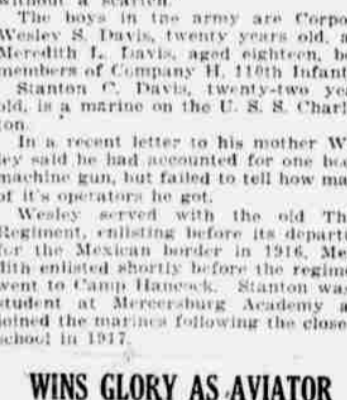 without a scratch.
The boys in the army are Corpo
Wesley S. Davis, twenty years old, a
Meredith L. Davis, aged eighteen, b
members of Company H, 110th Infant
Stanton C. Davis, twenty-two ye
old, is a marine on the U. S. S. Charl
ton.
In a recent letter to his mother W
ley said he had accounted for one bo
machine gun, but failed to tell how ma
of it's operators he got.
Wesley served with the old Th
Regiment, enlisting before its departu
for the Mexican border in 1916. Me
dith enlisted shortly before the regime
went to Camp Hancock. Stanton was
student at Mercersburg Academy a
joined the marines following the close
school in 1917.
WINS GLORY AS AVIATOR